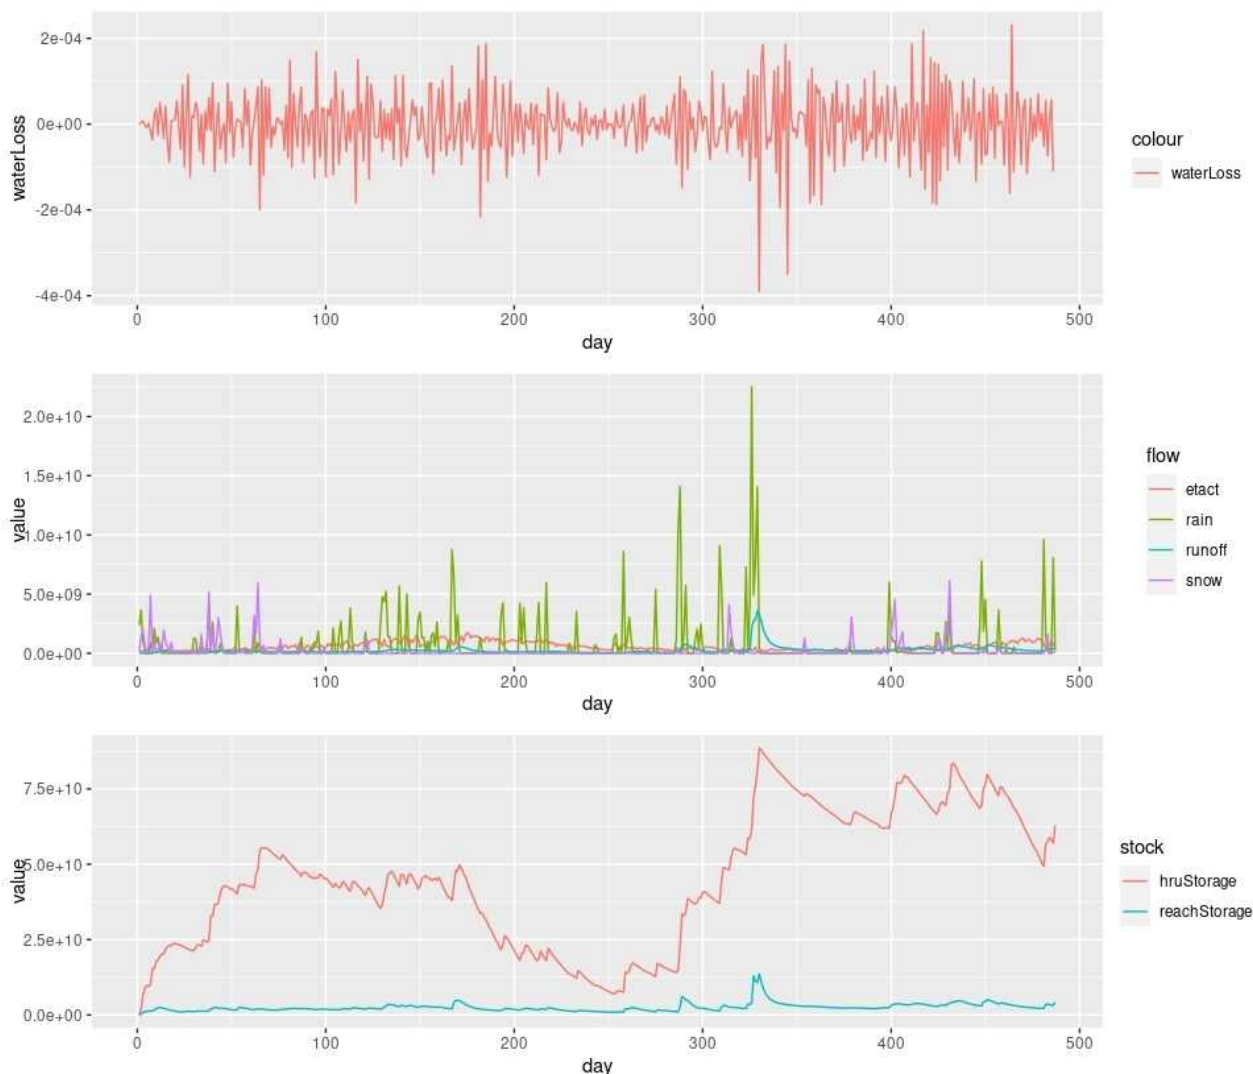 waterLoss
2e-04
0e+00
-2e-04
-4e-04
0
100
200
300
400
500
day
colour
waterLoss
value
2.0e+10
1.5e+10
1.0e+10
5.0e+09
0.0e+00
0
100
200
300
400
500
day
flow
etact
rain
runoff
snow
value
7.5e+10
5.0e+10
2.5e+10
0.0e+00
0
100
200
300
400
500
day
stock
hruStorage
reachStorage